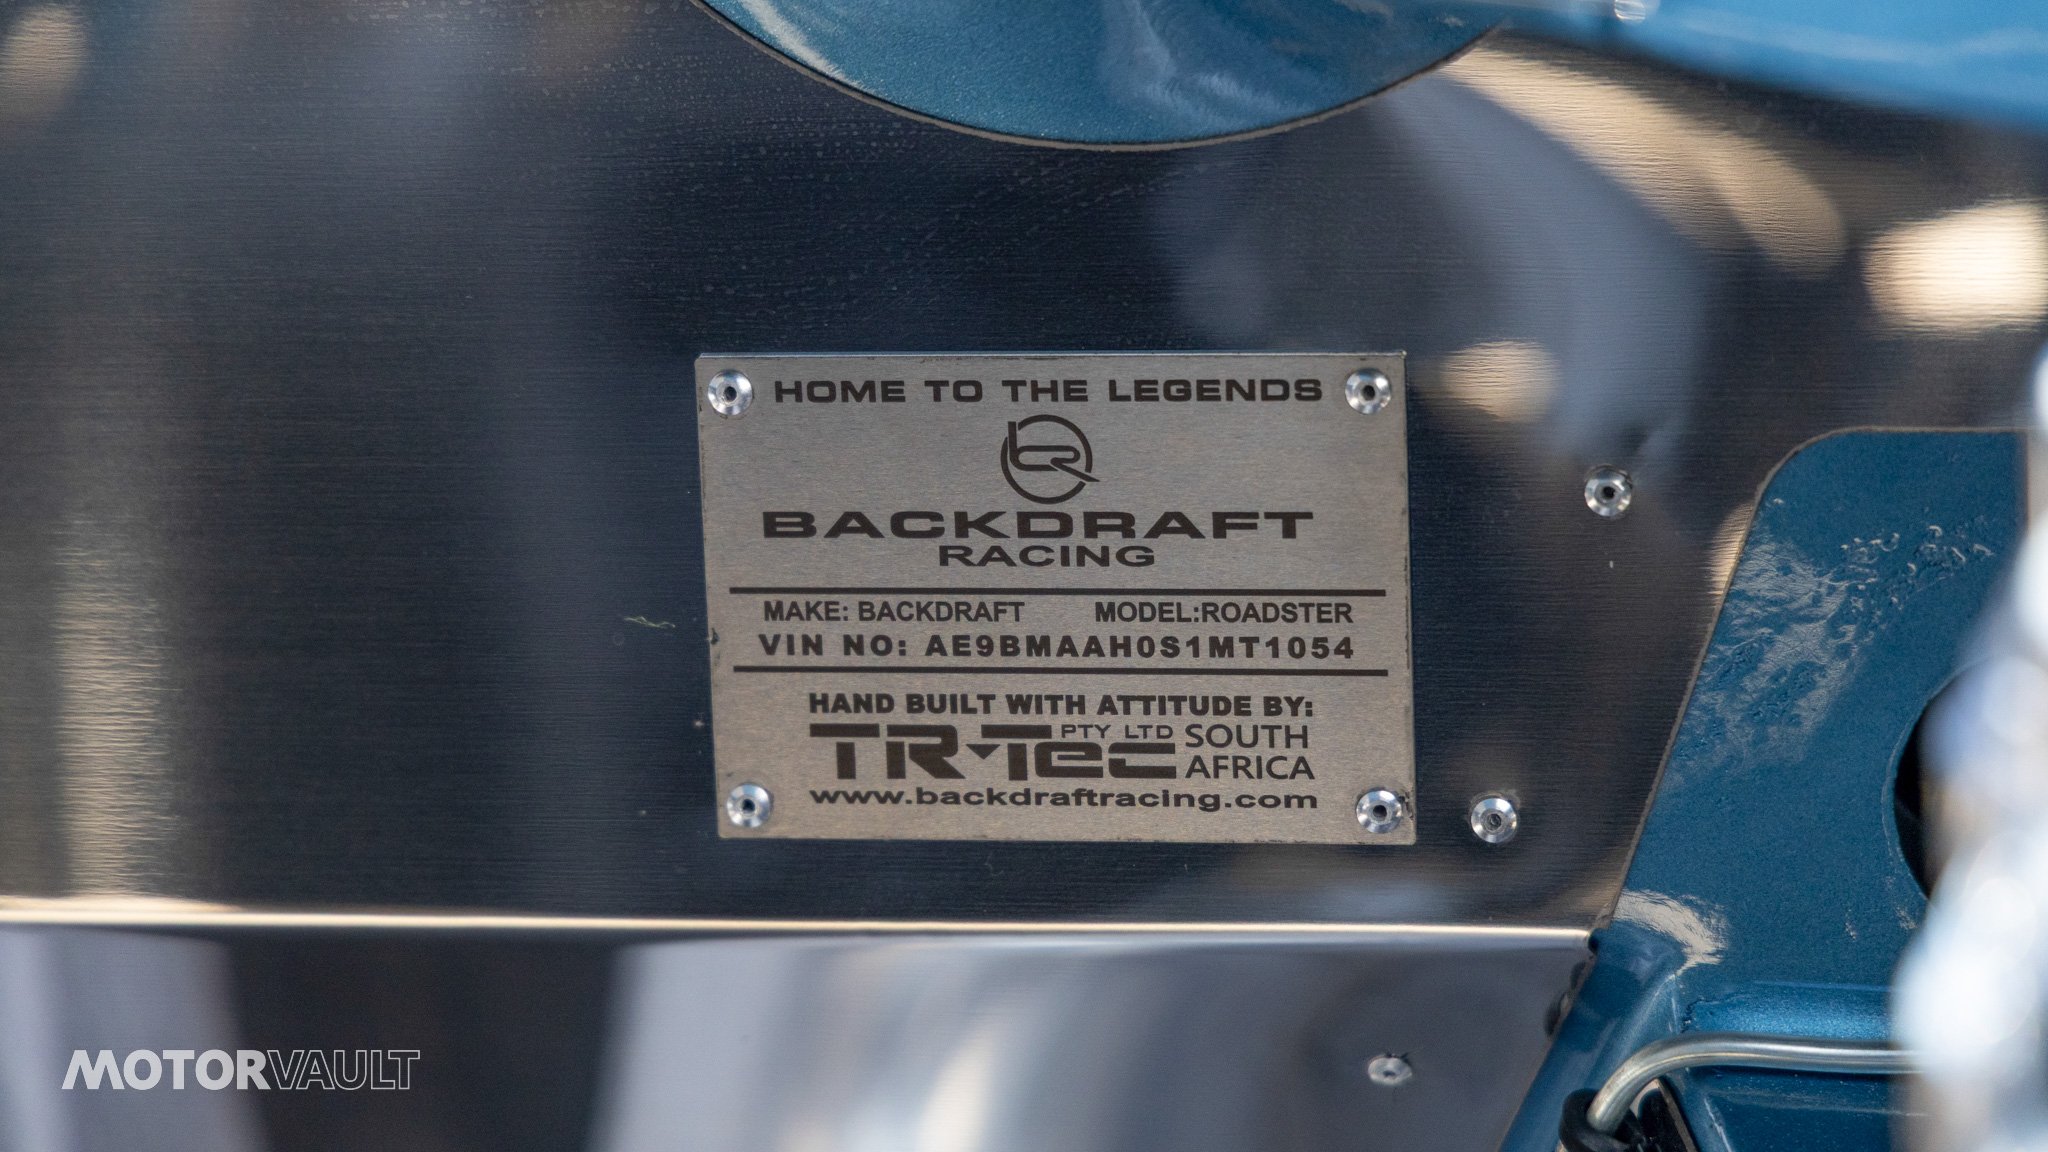 HOME TO THE LEGENDS
BACKDRAFT
RACING
MAKE: BACKDRAFT MODEL:ROADSTER
VIN NO: AE9BMAAH0S1MT1054
HAND BUILT WITH ATTITUDE BY:
TR-Tec PTY LTD SOUTH AFRICA
www.backdraftracing.com
MOTORVAULT